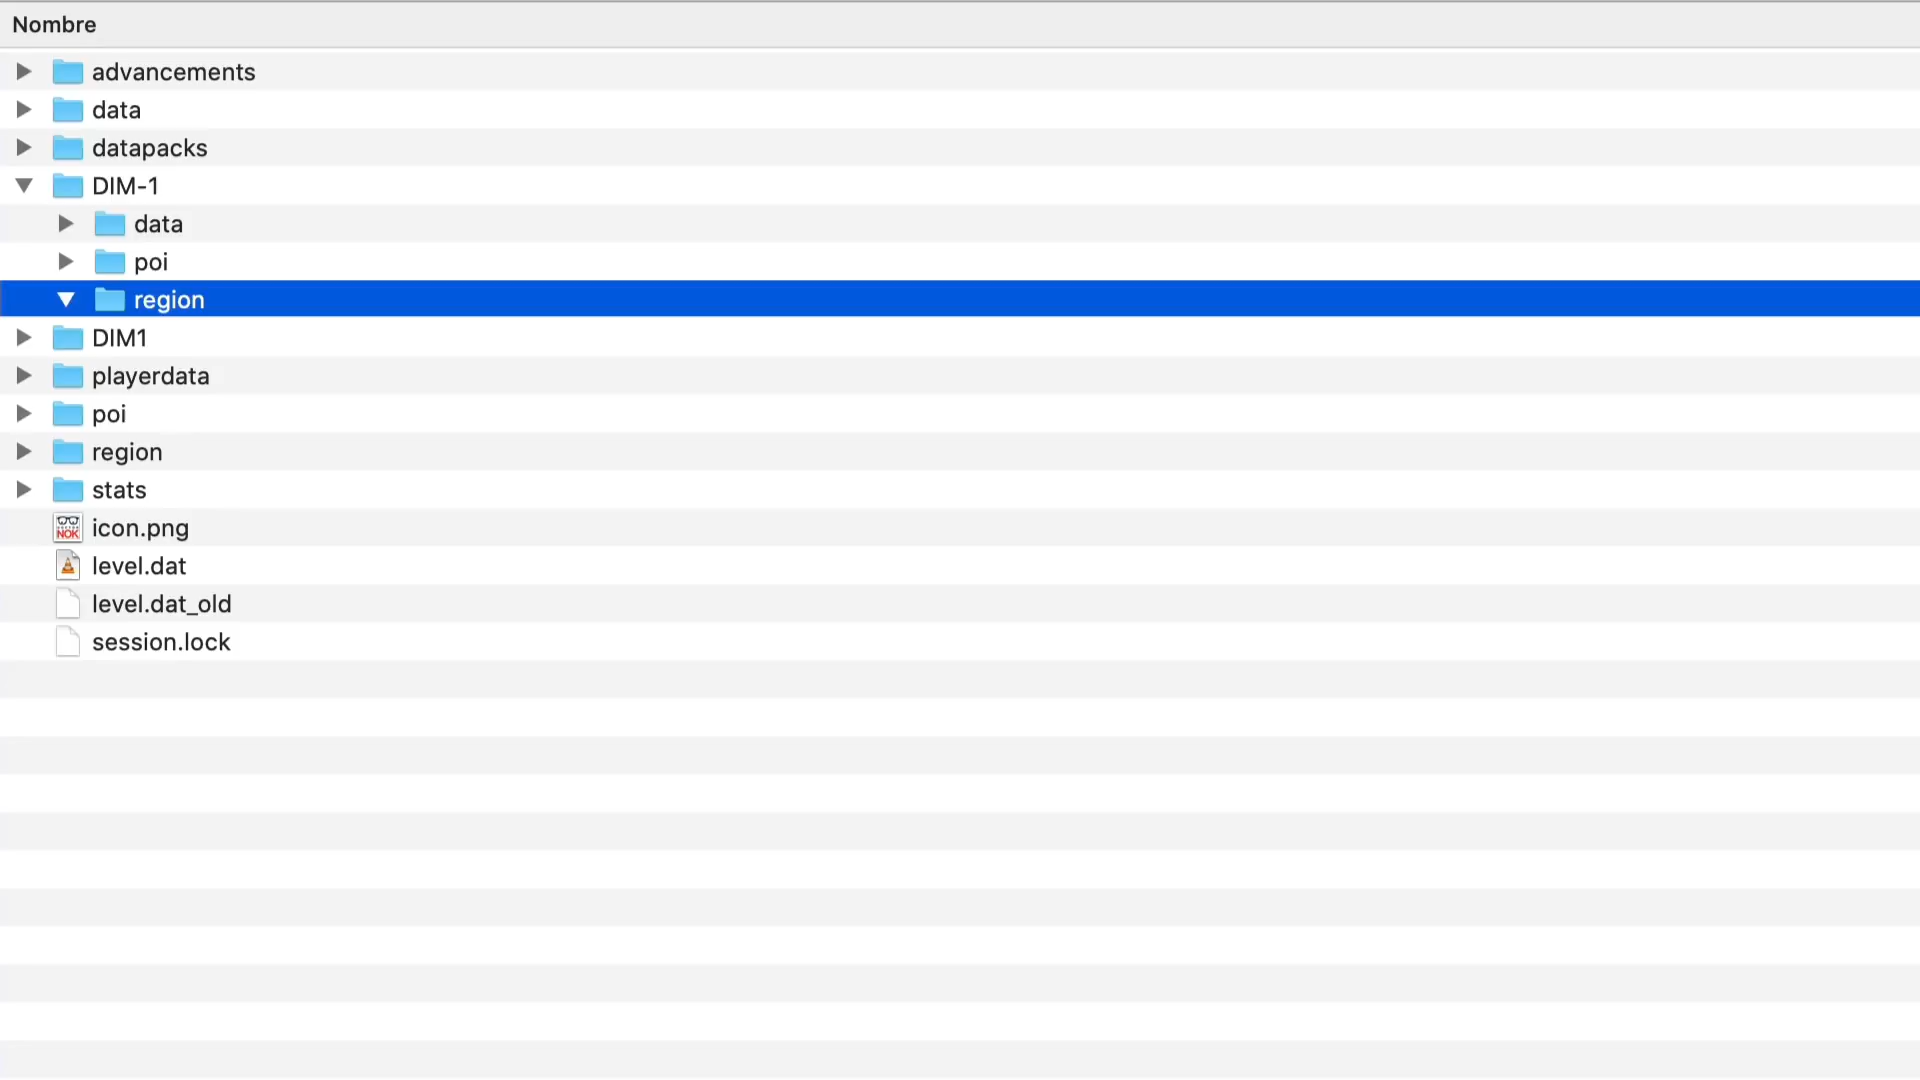 Nombre
advancements
data
datapacks
DIM-1
data
poi
region
DIM1
playerdata
poi
region
stats
NOK
icon.png
level.dat
level.dat_old
session.lock